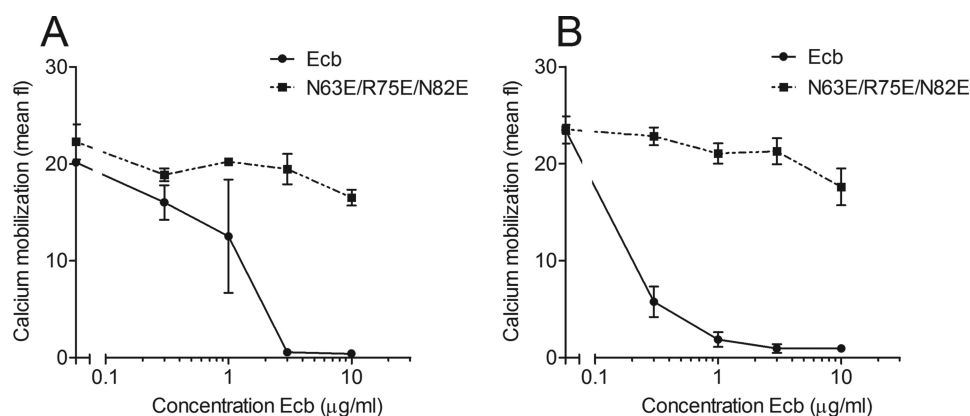 A
Ecb
N63E/R75E/N82E
30
20
10
0
0.1
1
10
Calcium mobilization (mean fl)
Concentration Ecb (μg/ml)
B
Ecb
N63E/R75E/N82E
30
20
10
0
0.1
1
10
Calcium mobilization (mean fl)
Concentration Ecb (μg/ml)